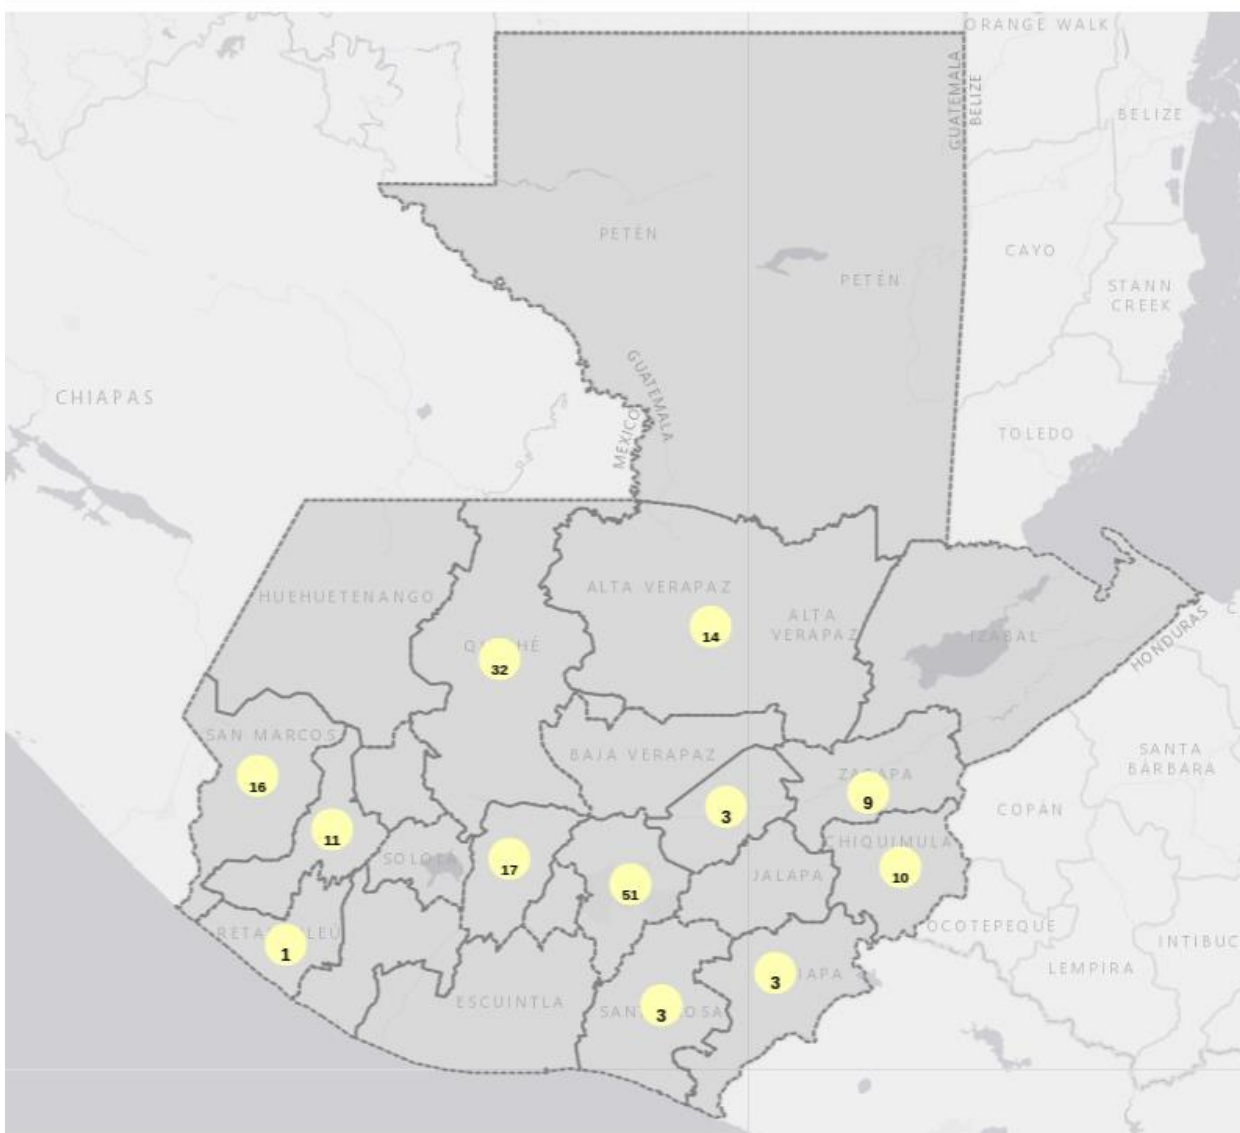 ORANGE WALK
GUATEMALA
BELIZE
BELIZE
PETÉN
CAYO
PETÉN
STANN
CREEK
GUATEMALA
MEXICO
CHIAPAS
TOLEDO
ALTA VERAPAZ
HUEHUETENANGO
ALTA
VERAPAZ
14
IZABAL
HONDURAS
32
SAN MARCOS
BAJA VERAPAZ
SANTA
BÁRBARA
16
9
3
COPÁN
11
CHIQUIMULA
SOLOLÁ
17
JALAPA
10
51
OCOTEPEQUE
INTIBUC
1
LEMPIRA
3
IAPA
ESCUINTLA
3